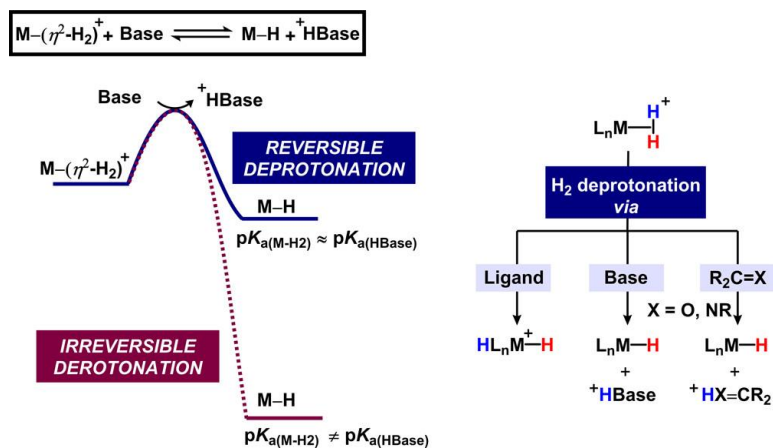 M–(η²-H₂)⁺ + Base ⇌ M–H + ⁺HBase
Base ⁺HBase
M–(η²-H₂)⁺
REVERSIBLE
DEPROTONATION
M–H
pKa(M-H2) ≈ pKa(HBase)
IRREVERSIBLE
DEROTONATION
M–H
pKa(M-H2) ≠ pKa(HBase)
H +
LₙM
H
H₂ deprotonation
via
Ligand Base R₂C=X
X = O, NR
HLₙM⁺–H LₙM–H LₙM–H
+ +
⁺HBase ⁺HX=CR₂